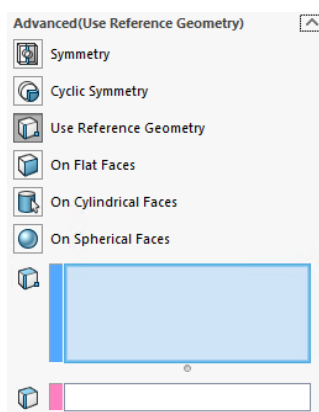 Advanced(Use Reference Geometry)
Symmetry
Cyclic Symmetry
Use Reference Geometry
On Flat Faces
On Cylindrical Faces
On Spherical Faces